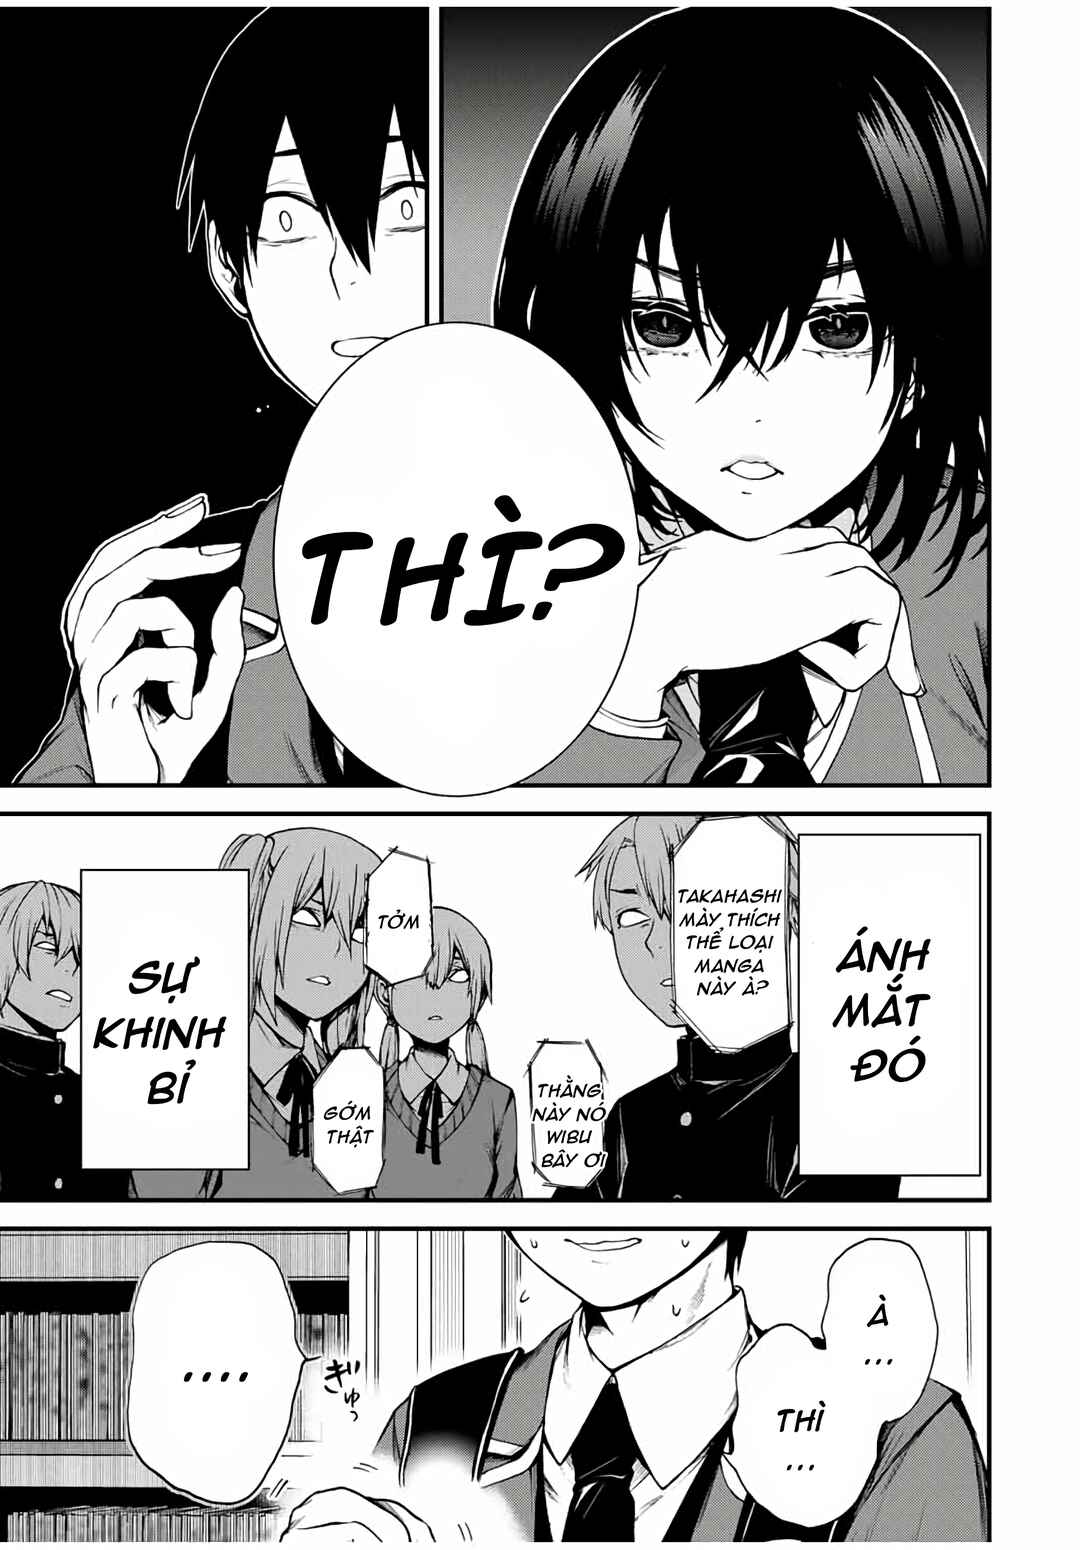 THÌ?
ÁNH
MẮT
ĐÓ
TAKAHASHI
MÀY THÍCH
THỂ LOẠI
MANGA
NÀY À?
THẰNG
NÀY NÓ
WIBU
BÂY ƠI
TỞM
GỚM
THẬT
SỰ
KHINH
BỈ
À
...
THÌ
...
ぎゅっ
....